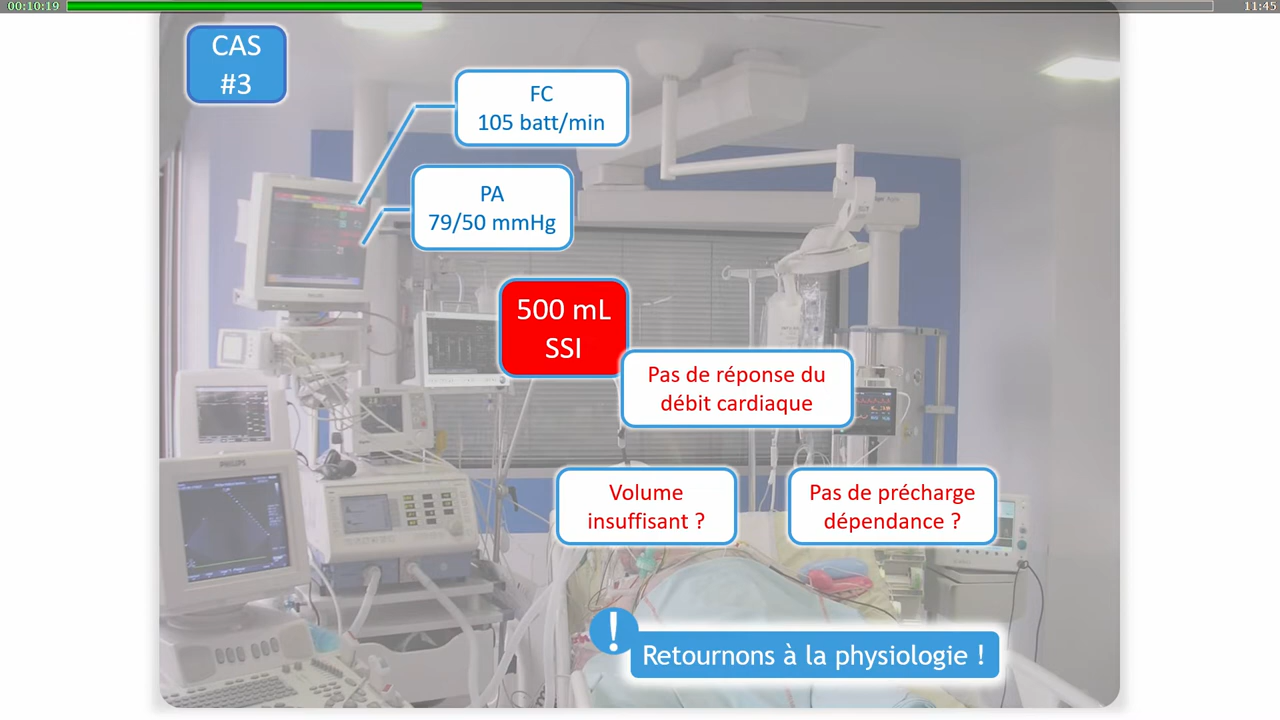 00:10:19
11:45
CAS
#3
FC
105 batt/min
PA
79/50 mmHg
500 mL
SSI
Pas de réponse du
débit cardiaque
Volume
insuffisant ?
Pas de précharge
dépendance ?
!
Retournons à la physiologie !
PHILIPS